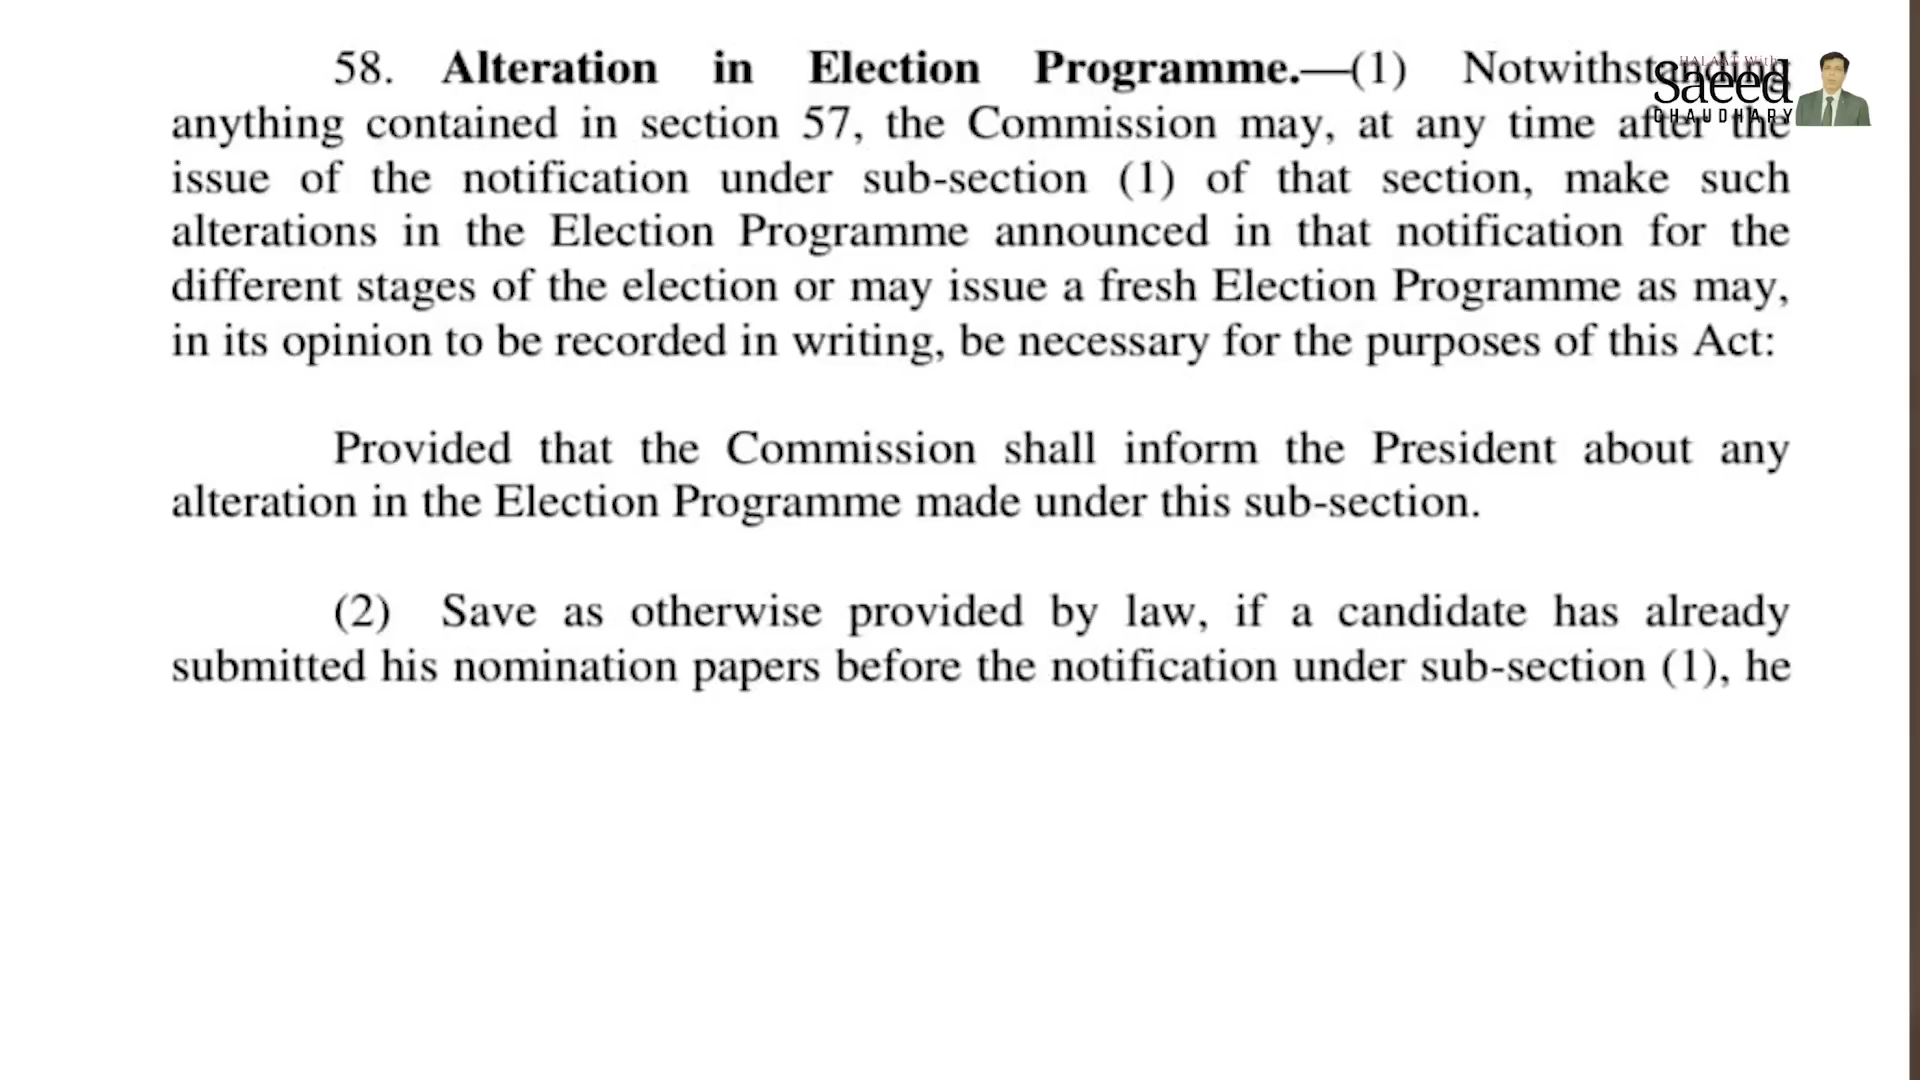 58. Alteration in Election Programme.—(1) Notwithstanding
anything contained in section 57, the Commission may, at any time after the
issue of the notification under sub-section (1) of that section, make such
alterations in the Election Programme announced in that notification for the
different stages of the election or may issue a fresh Election Programme as may,
in its opinion to be recorded in writing, be necessary for the purposes of this Act:
Provided that the Commission shall inform the President about any
alteration in the Election Programme made under this sub-section.
(2) Save as otherwise provided by law, if a candidate has already
submitted his nomination papers before the notification under sub-section (1), he
HALAAT With
Saeed
CHAUDHARY